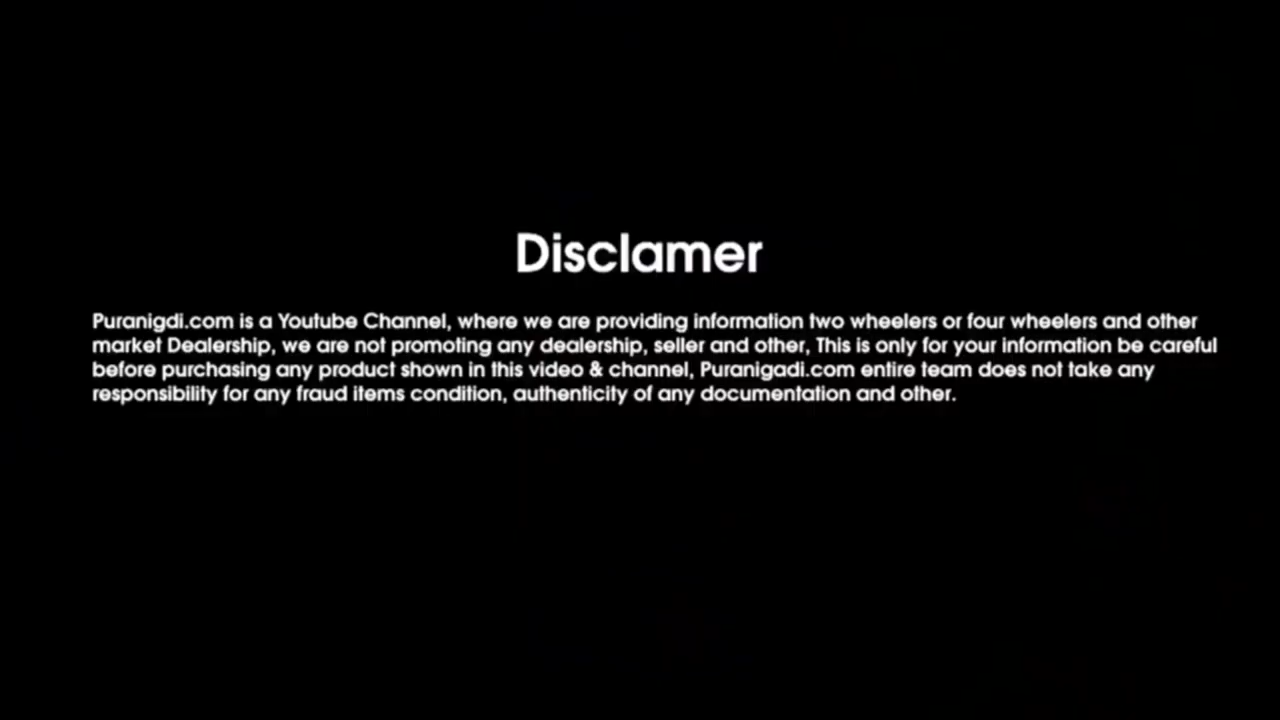 Disclamer
Puranigdi.com is a Youtube Channel, where we are providing information two wheelers or four wheelers and other
market Dealership, we are not promoting any dealership, seller and other, This is only for your information be careful
before purchasing any product shown in this video & channel, Puranigadi.com entire team does not take any
responsibility for any fraud items condition, authenticity of any documentation and other.